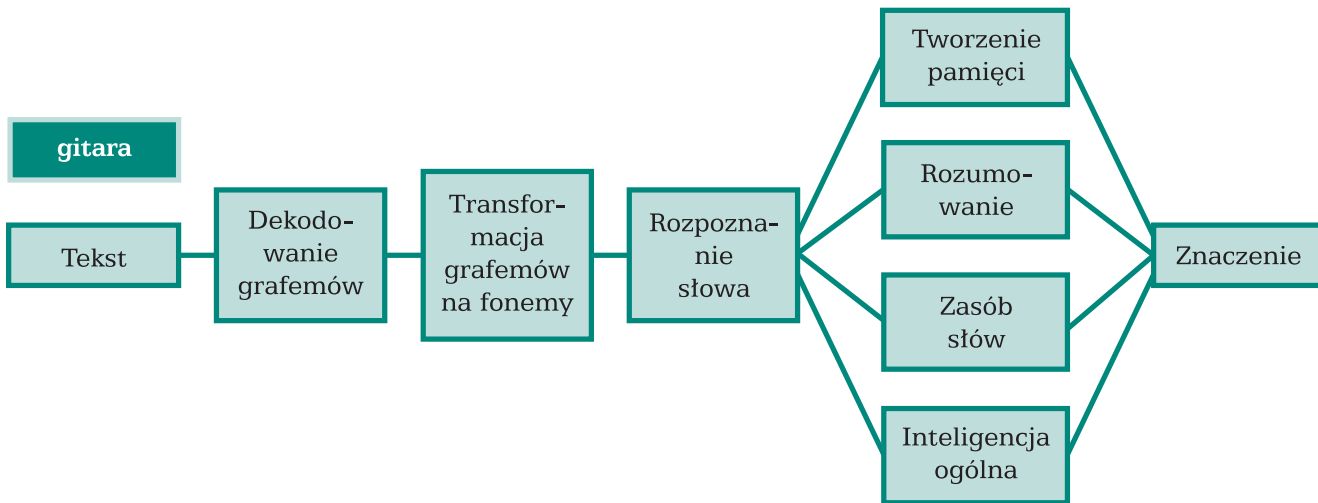 gitara
Tekst
Dekodo-
wanie
grafemów
Transfor-
macja
grafemów
na fonemy
Rozpozna-
nie
słowa
Tworzenie
pamięci
Rozumo-
wanie
Zasób
słów
Inteligencja
ogólna
Znaczenie